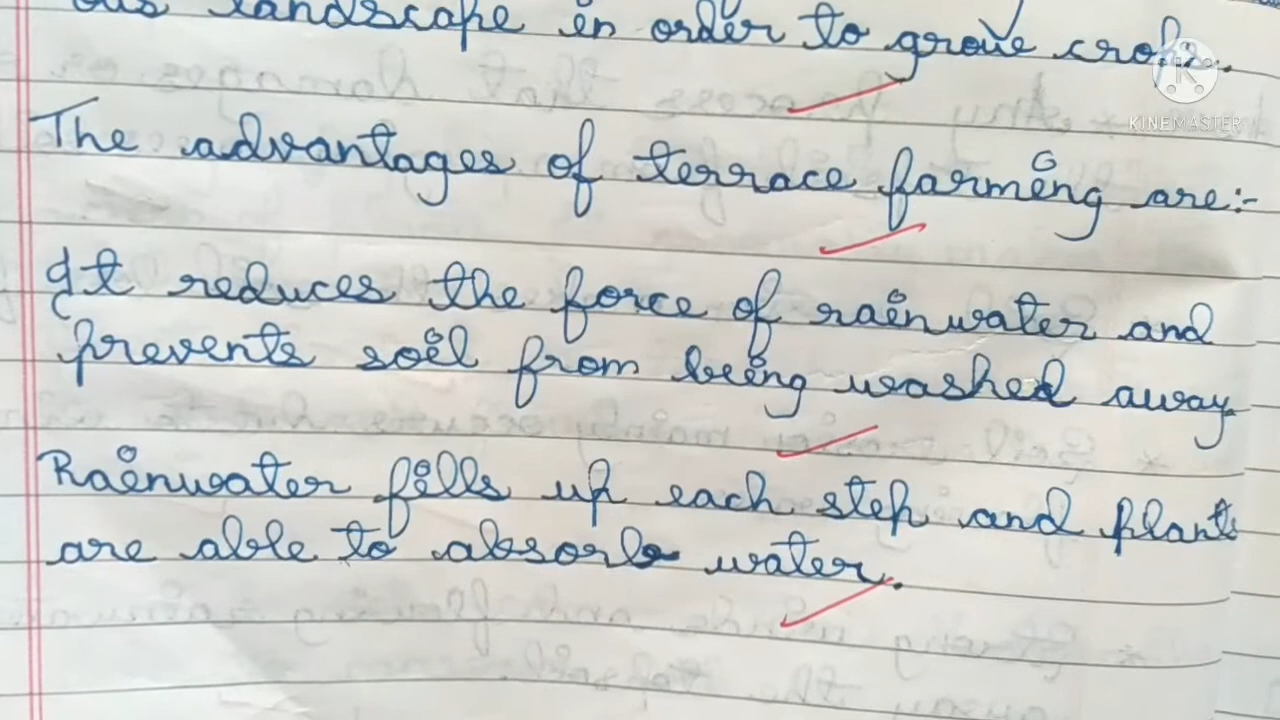 ous landscape in order to grow crops.
The advantages of terrace farming are:-
It reduces the force of rainwater and
prevents soil from being washed away.
Rainwater fills up each step and plants
are able to absorb water.
KINEMASTER